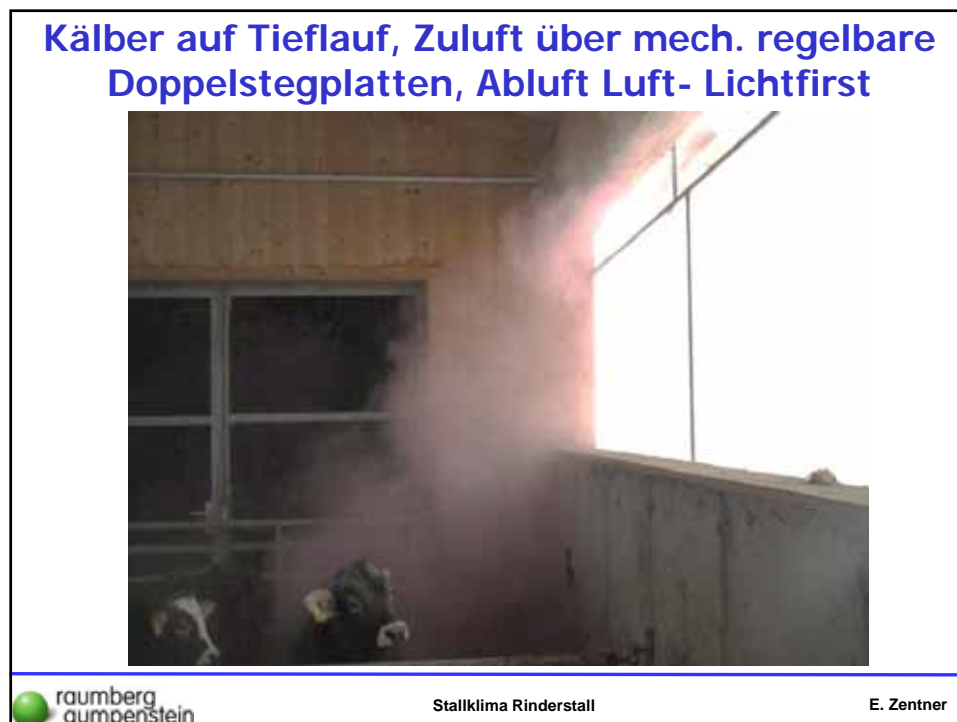 Kälber auf Tieflauf, Zuluft über mech. regelbare
Doppelstegplatten, Abluft Luft- Lichtfirst
raumberg
gumpenstein
Stallklima Rinderstall
E. Zentner